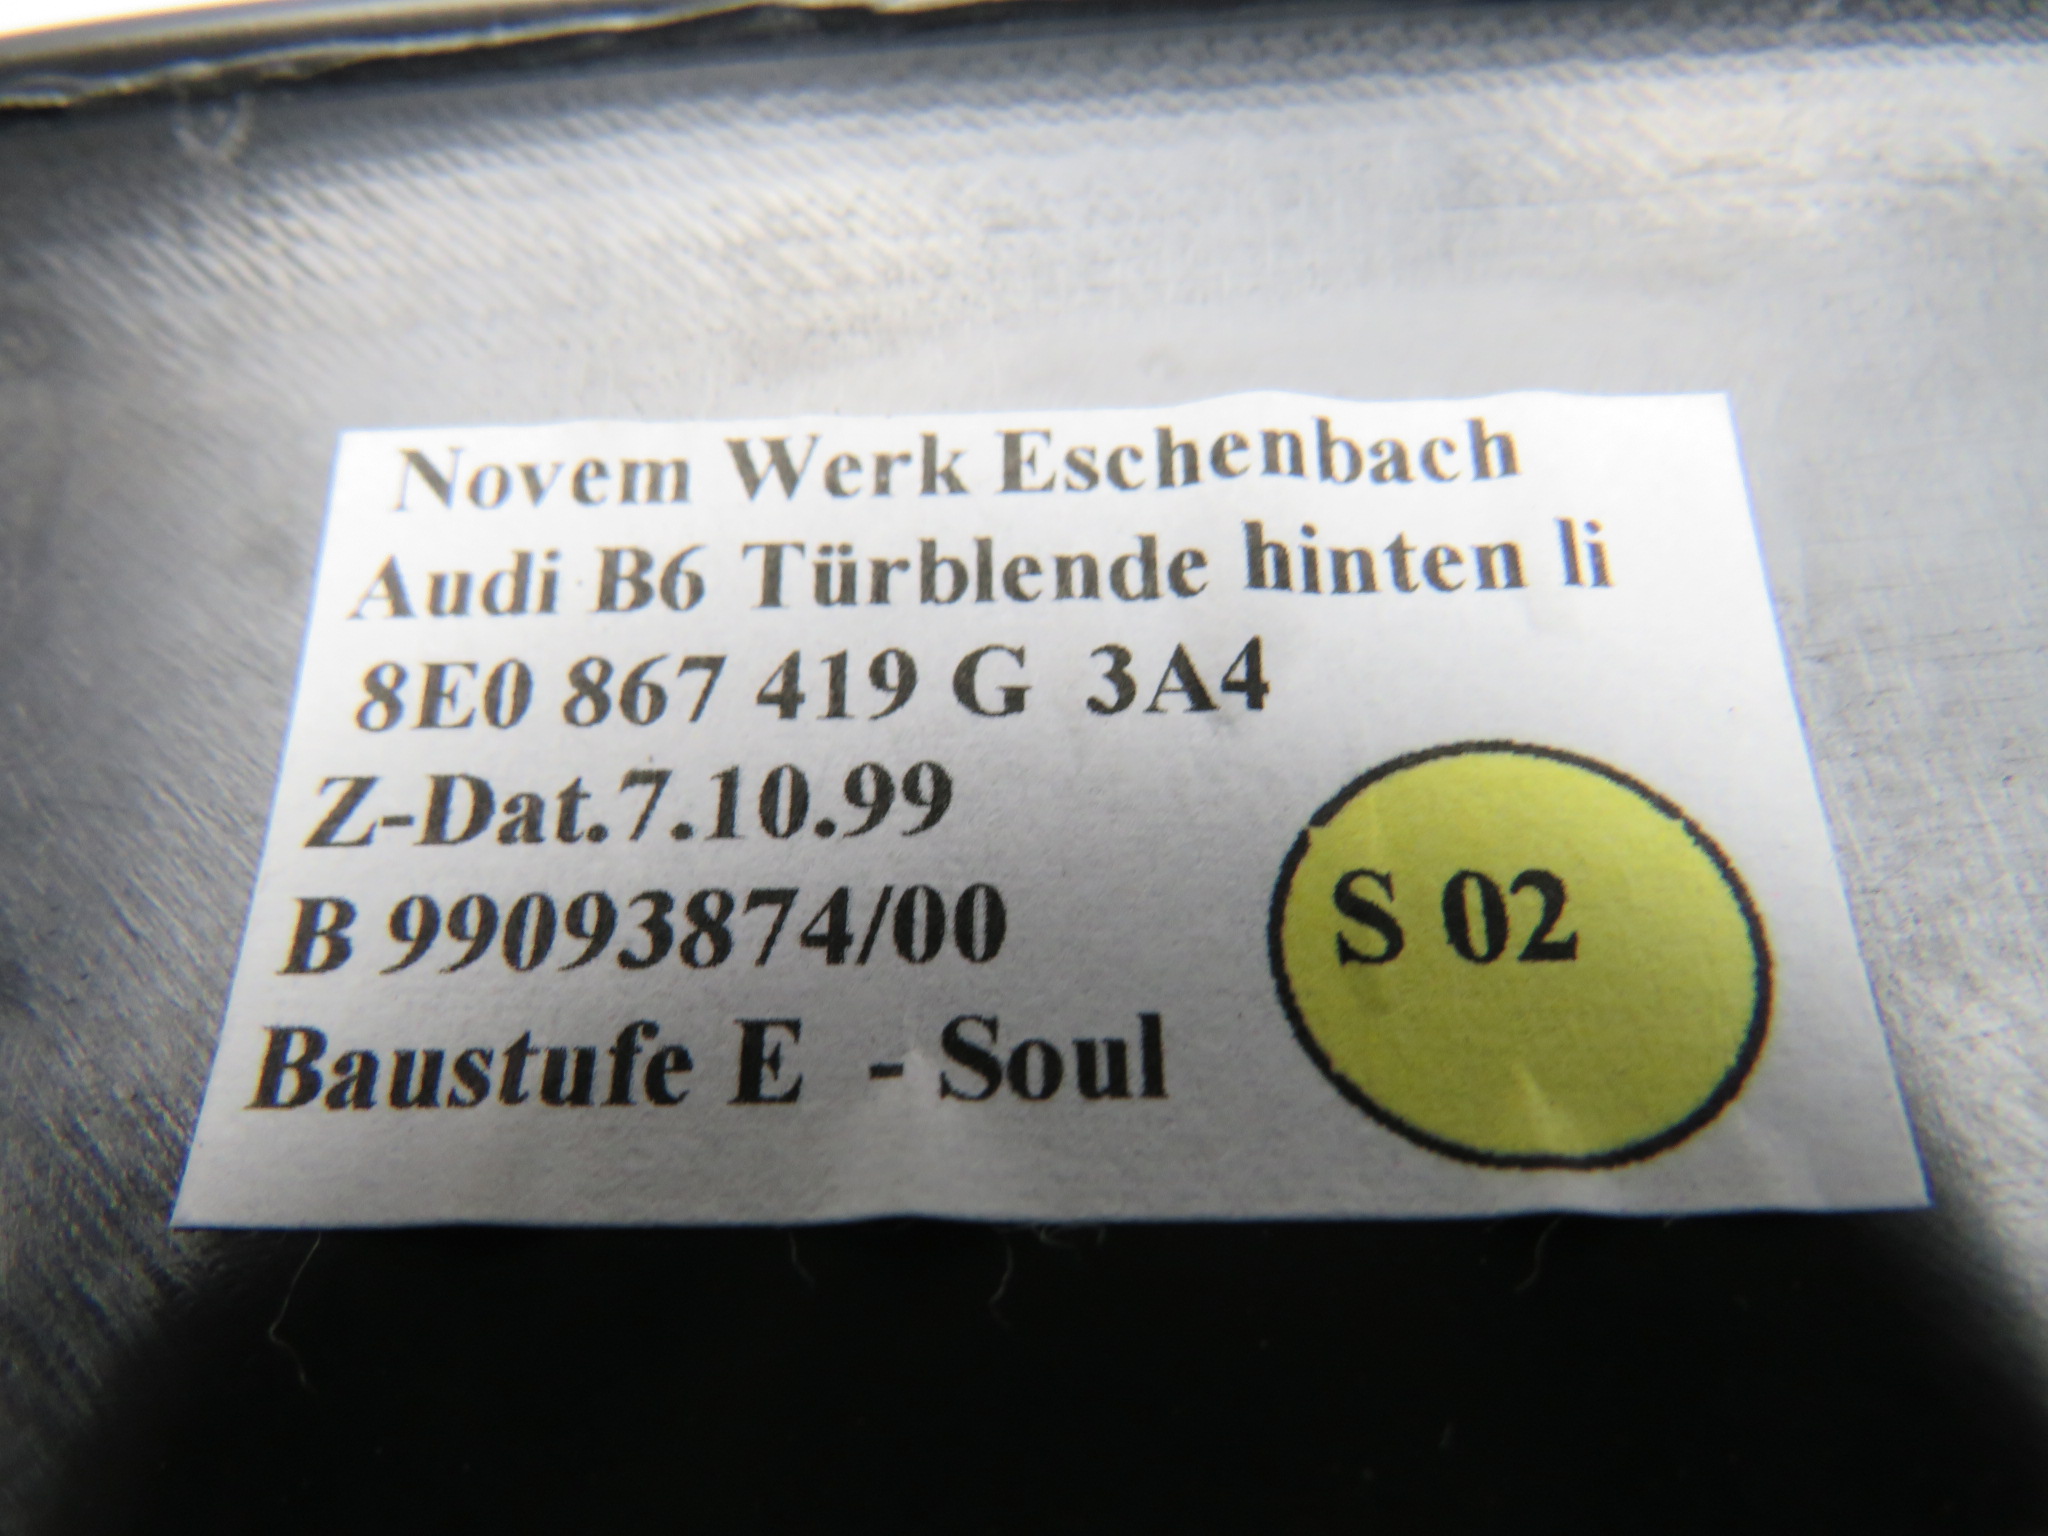 Novem Werk Eschenbach
Audi B6 Türblende hinten li
8E0 867 419 G 3A4
Z-Dat.7.10.99
B 99093874/00
S 02
Baustufe E - Soul